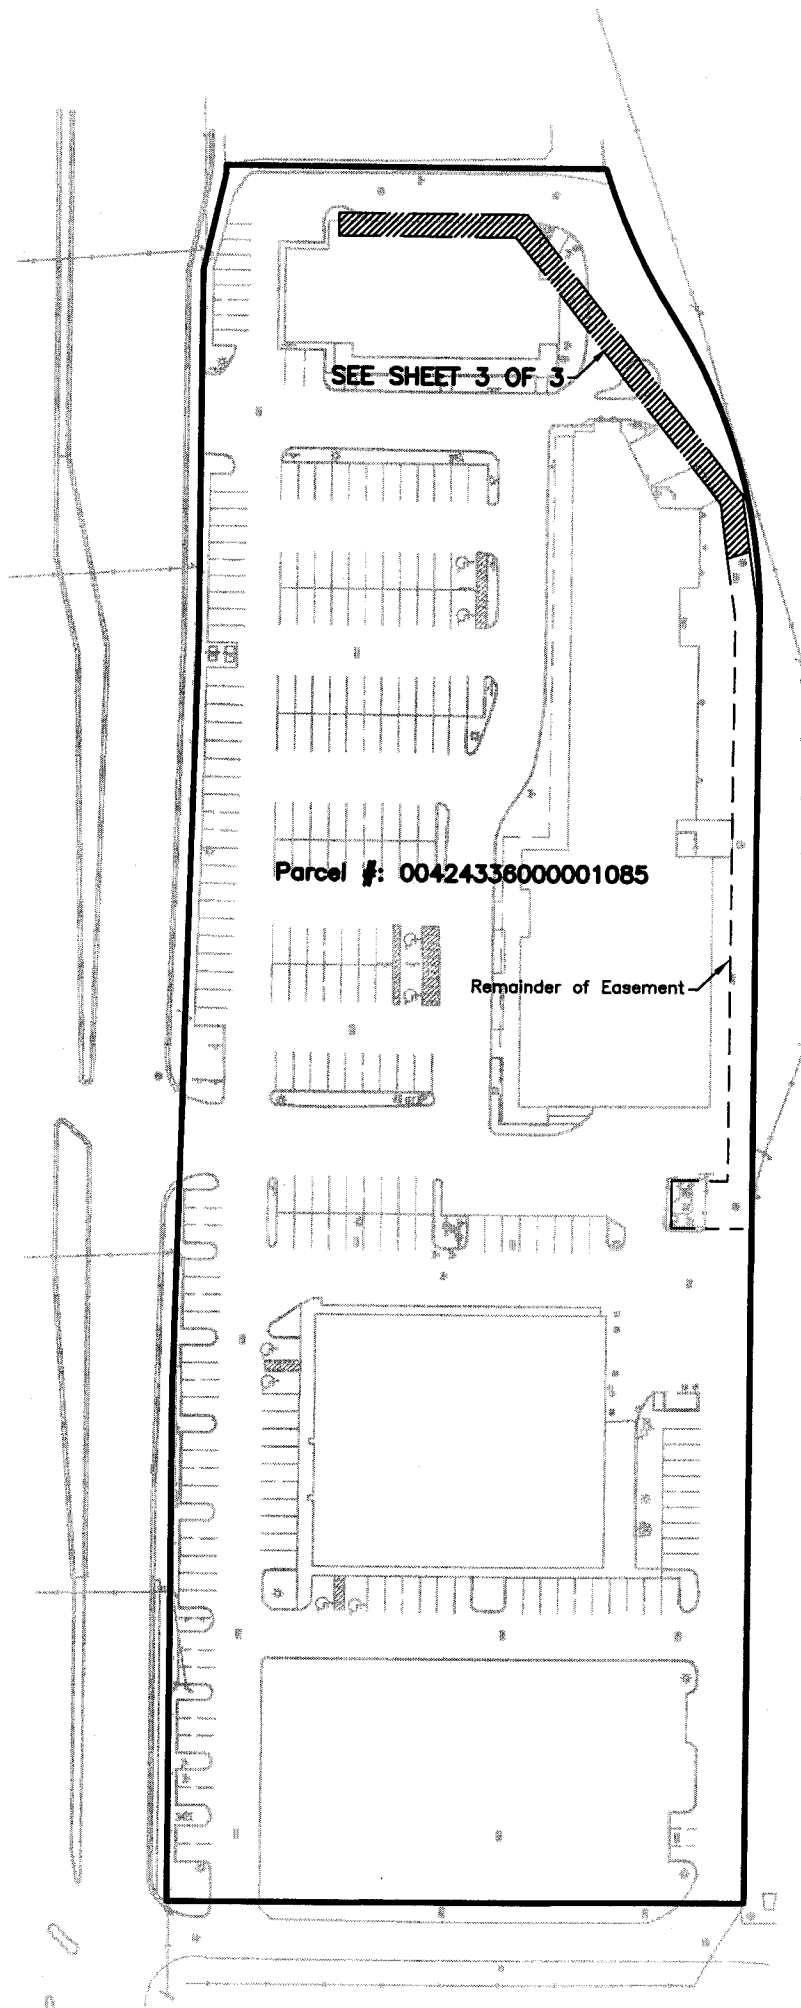 SEE SHEET 3 OF 3
Parcel #: 00424336000001085
Remainder of Easement